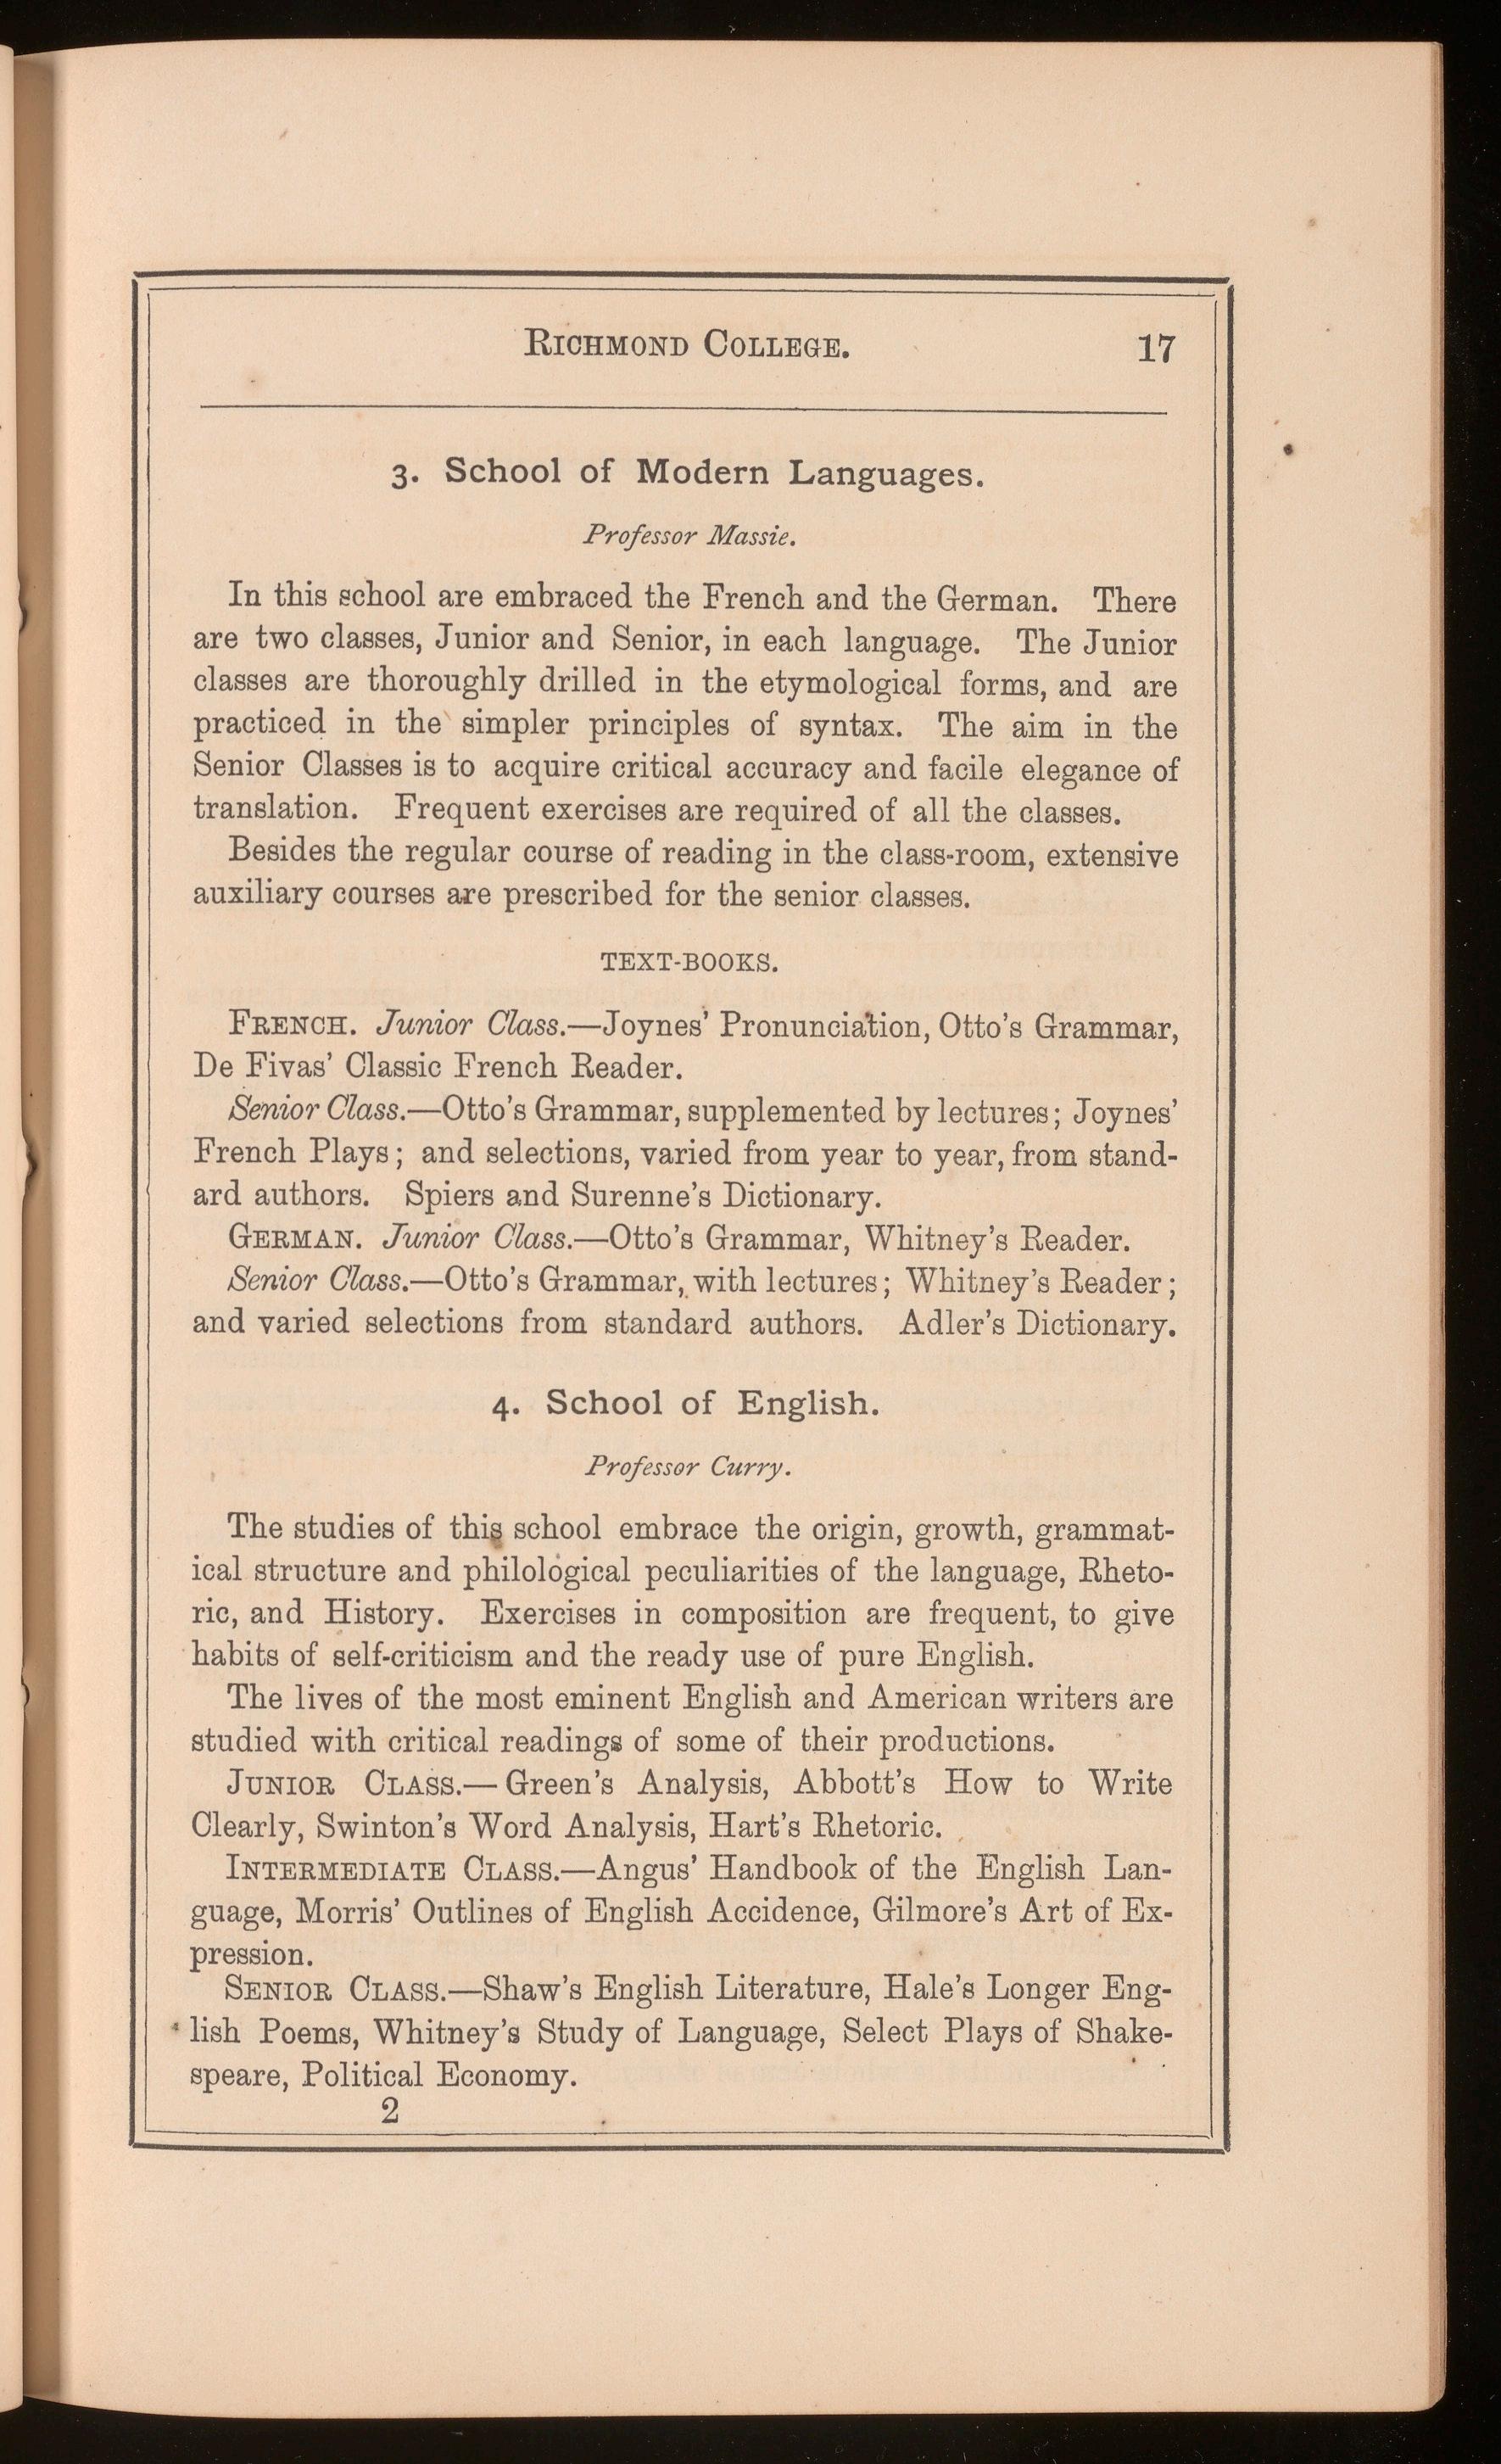 RICHMOND COLLEGE. 17
3. School of Modern Languages.
Professor Massie.
In this school are embraced the French and the German. There
are two classes, Junior and Senior, in each language. The Junior
classes are thoroughly drilled in the etymological forms, and are
practiced in the simpler principles of syntax. The aim in the
Senior Classes is to acquire critical accuracy and facile elegance of
translation. Frequent exercises are required of all the classes.
Besides the regular course of reading in the class-room, extensive
auxiliary courses are prescribed for the senior classes.
TEXT-BOOKS.
FRENCH. Junior Class.—Joynes' Pronunciation, Otto's Grammar,
De Fivas' Classic French Reader.
Senior Class.—Otto's Grammar, supplemented by lectures; Joynes'
French Plays; and selections, varied from year to year, from stand-
ard authors. Spiers and Surenne's Dictionary.
GERMAN. Junior Class.—Otto's Grammar, Whitney's Reader.
Senior Class.—Otto's Grammar, with lectures; Whitney's Reader;
and varied selections from standard authors. Adler's Dictionary.
4. School of English.
Professor Curry.
The studies of this school embrace the origin, growth, grammat-
ical structure and philological peculiarities of the language, Rheto-
ric, and History. Exercises in composition are frequent, to give
habits of self-criticism and the ready use of pure English.
The lives of the most eminent English and American writers are
studied with critical readings of some of their productions.
JUNIOR CLASS.—Green's Analysis, Abbott's How to Write
Clearly, Swinton's Word Analysis, Hart's Rhetoric.
INTERMEDIATE CLASS.—Angus' Handbook of the English Lan-
guage, Morris' Outlines of English Accidence, Gilmore's Art of Ex-
pression.
SENIOR CLASS.—Shaw's English Literature, Hale's Longer Eng-
lish Poems, Whitney's Study of Language, Select Plays of Shake-
speare, Political Economy.
2